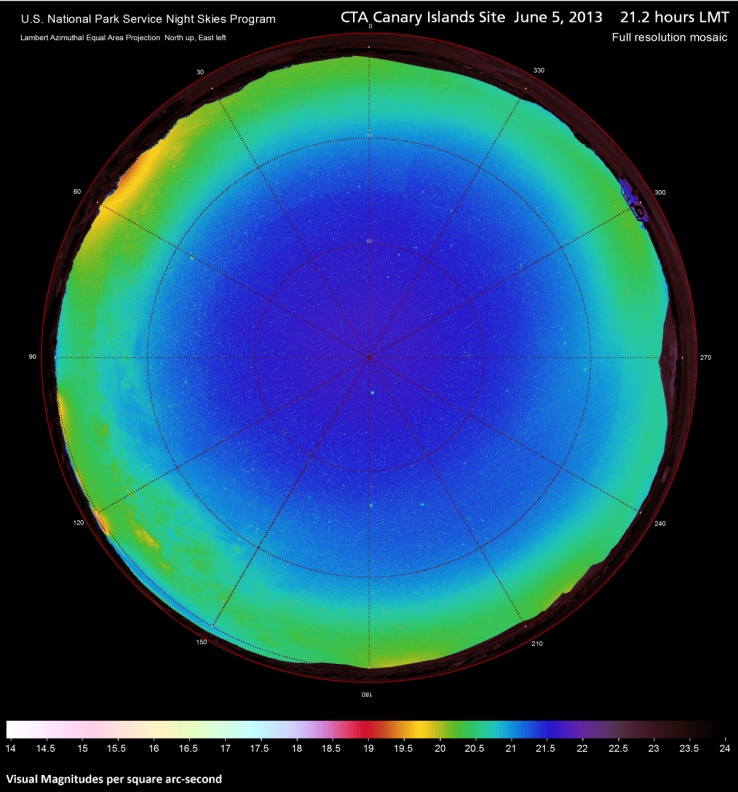 U.S. National Park Service Night Skies Program
CTA Canary Islands Site June 5, 2013 21.2 hours LMT
Lambert Azimuthal Equal Area Projection North up, East left
Full resolution mosaic
0
30
330
60
300
60
90
270
120
240
150
210
180
14 14.5 15 15.5 16 16.5 17 17.5 18 18.5 19 19.5 20 20.5 21 21.5 22 22.5 23 23.5 24
Visual Magnitudes per square arc-second